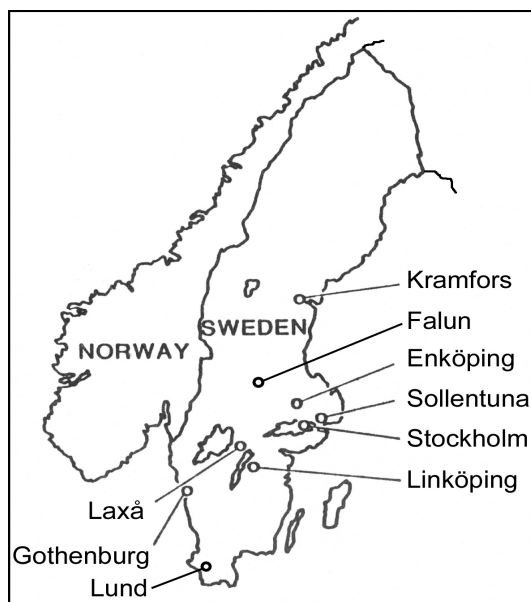 Kramfors
SWEDEN
Falun
NORWAY
Enköping
Sollentuna
Stockholm
Linköping
Laxå
Gothenburg
Lund